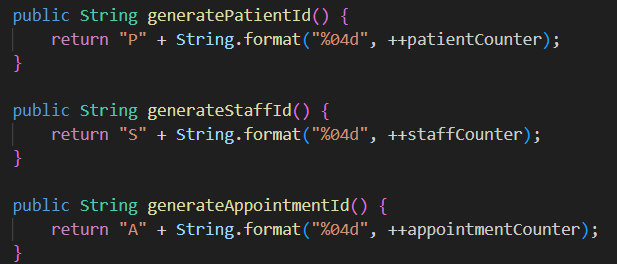 public String generatePatientId() {
    return "P" + String.format("%04d", ++patientCounter);
}

public String generateStaffId() {
    return "S" + String.format("%04d", ++staffCounter);
}

public String generateAppointmentId() {
    return "A" + String.format("%04d", ++appointmentCounter);
}